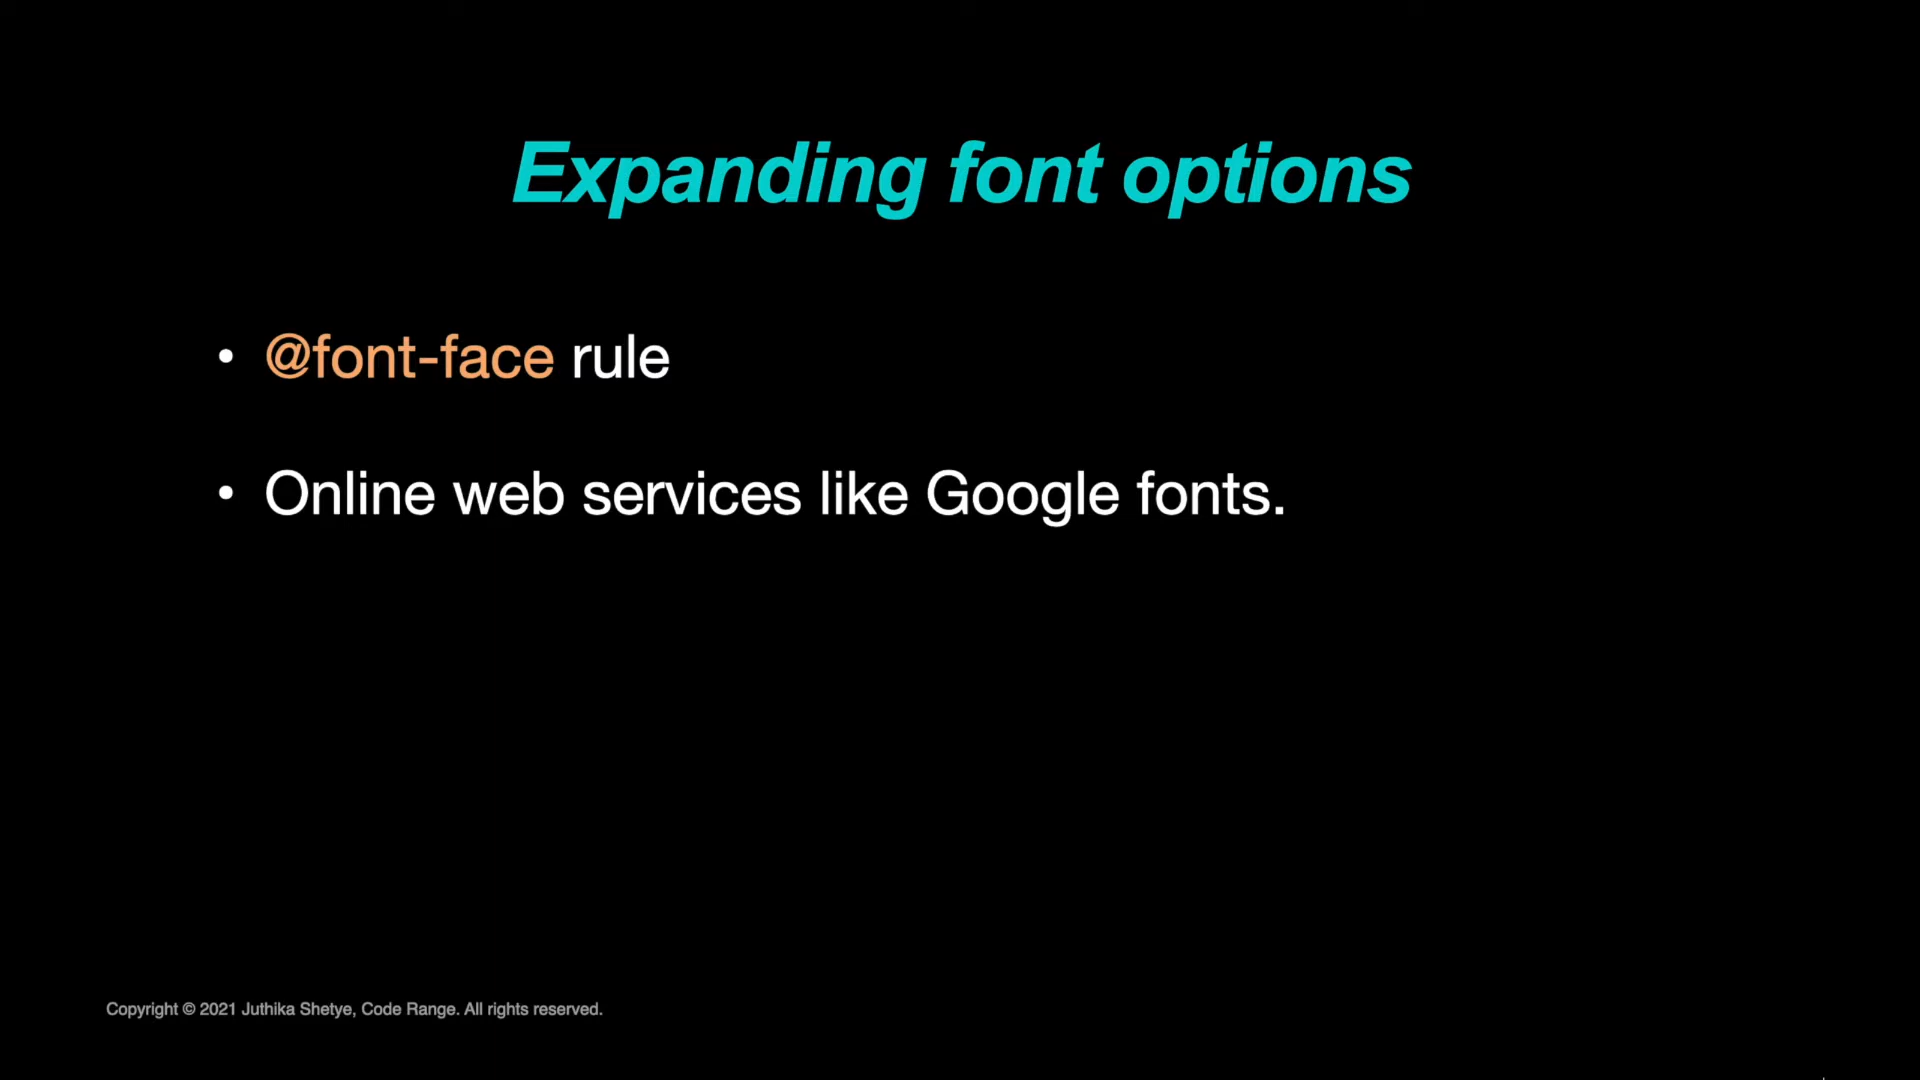 Expanding font options
• @font-face rule
• Online web services like Google fonts.
Copyright © 2021 Juthika Shetye, Code Range. All rights reserved.